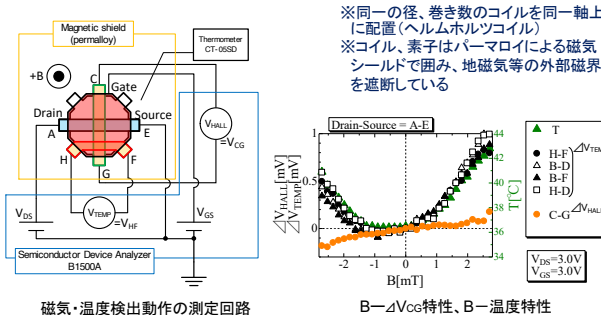 ※同一の径、巻き数のコイルを同一軸上
に配置(ヘルムホルツコイル)
※コイル、素子はパーマロイによる磁気
シールドで囲み、地磁気等の外部磁界
を遮断している
Magnetic shield
(permalloy)
Thermometer
CT-05SD
+B
C
Gate
Drain
Source
A
E
H
F
G
VHALL
=VCG
VTEMP
=VHF
VDS
VGS
Semiconductor Device Analyzer
B1500A
磁気・温度検出動作の測定回路
Drain-Source = A-E
⊿VHALL[mV]
⊿VTEMP[mV]
1
0.5
0
-2 -1 0 1 2
B[mT]
44
42
40
38
36
34
T[℃]
T
H-F
B-D
B-F
H-D
⊿VTEMP
C-G ⊿VHALL
VDS=3.0V
VGS=3.0V
B—⊿VCG特性、B－温度特性